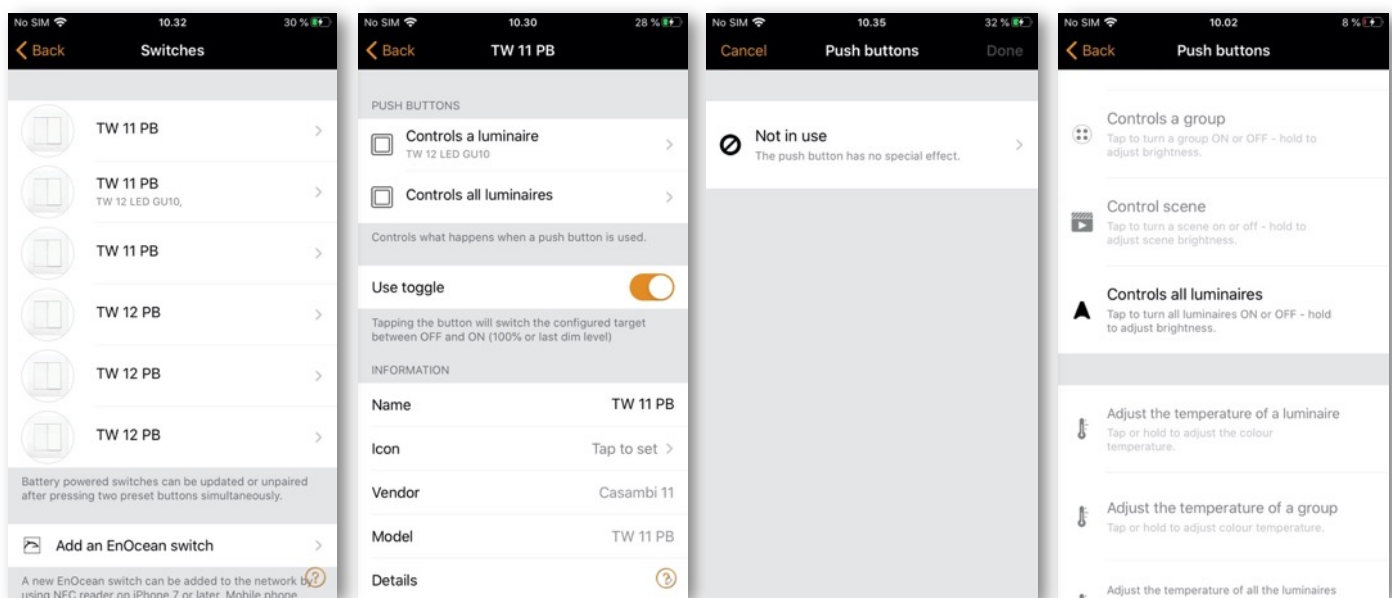 No SIM 10.32 30 %
Back Switches
TW 11 PB
TW 11 PB
TW 12 LED GU10,
TW 11 PB
TW 12 PB
TW 12 PB
TW 12 PB
Battery powered switches can be updated or unpaired
after pressing two preset buttons simultaneously.
Add an EnOcean switch
A new EnOcean switch can be added to the network by
using NFC reader on iPhone 7 or later. Mobile phone
?
No SIM 10.30 28 %
Back TW 11 PB
PUSH BUTTONS
Controls a luminaire
TW 12 LED GU10
Controls all luminaires
Controls what happens when a push button is used.
Use toggle
Tapping the button will switch the configured target
between OFF and ON (100% or last dim level)
INFORMATION
Name TW 11 PB
Icon Tap to set
Vendor Casambi 11
Model TW 11 PB
Details ?
No SIM 10.35 32 %
Cancel Push buttons Done
Not in use
The push button has no special effect.
No SIM 10.02 8 %
Back Push buttons
Controls a group
Tap to turn a group ON or OFF - hold to
adjust brightness.
Control scene
Tap to turn a scene on or off - hold to
adjust scene brightness.
Controls all luminaires
Tap to turn all luminaires ON or OFF - hold
to adjust brightness.
Adjust the temperature of a luminaire
Tap or hold to adjust the colour
temperature.
Adjust the temperature of a group
Tap or hold to adjust colour temperature.
Adjust the temperature of all the luminaires